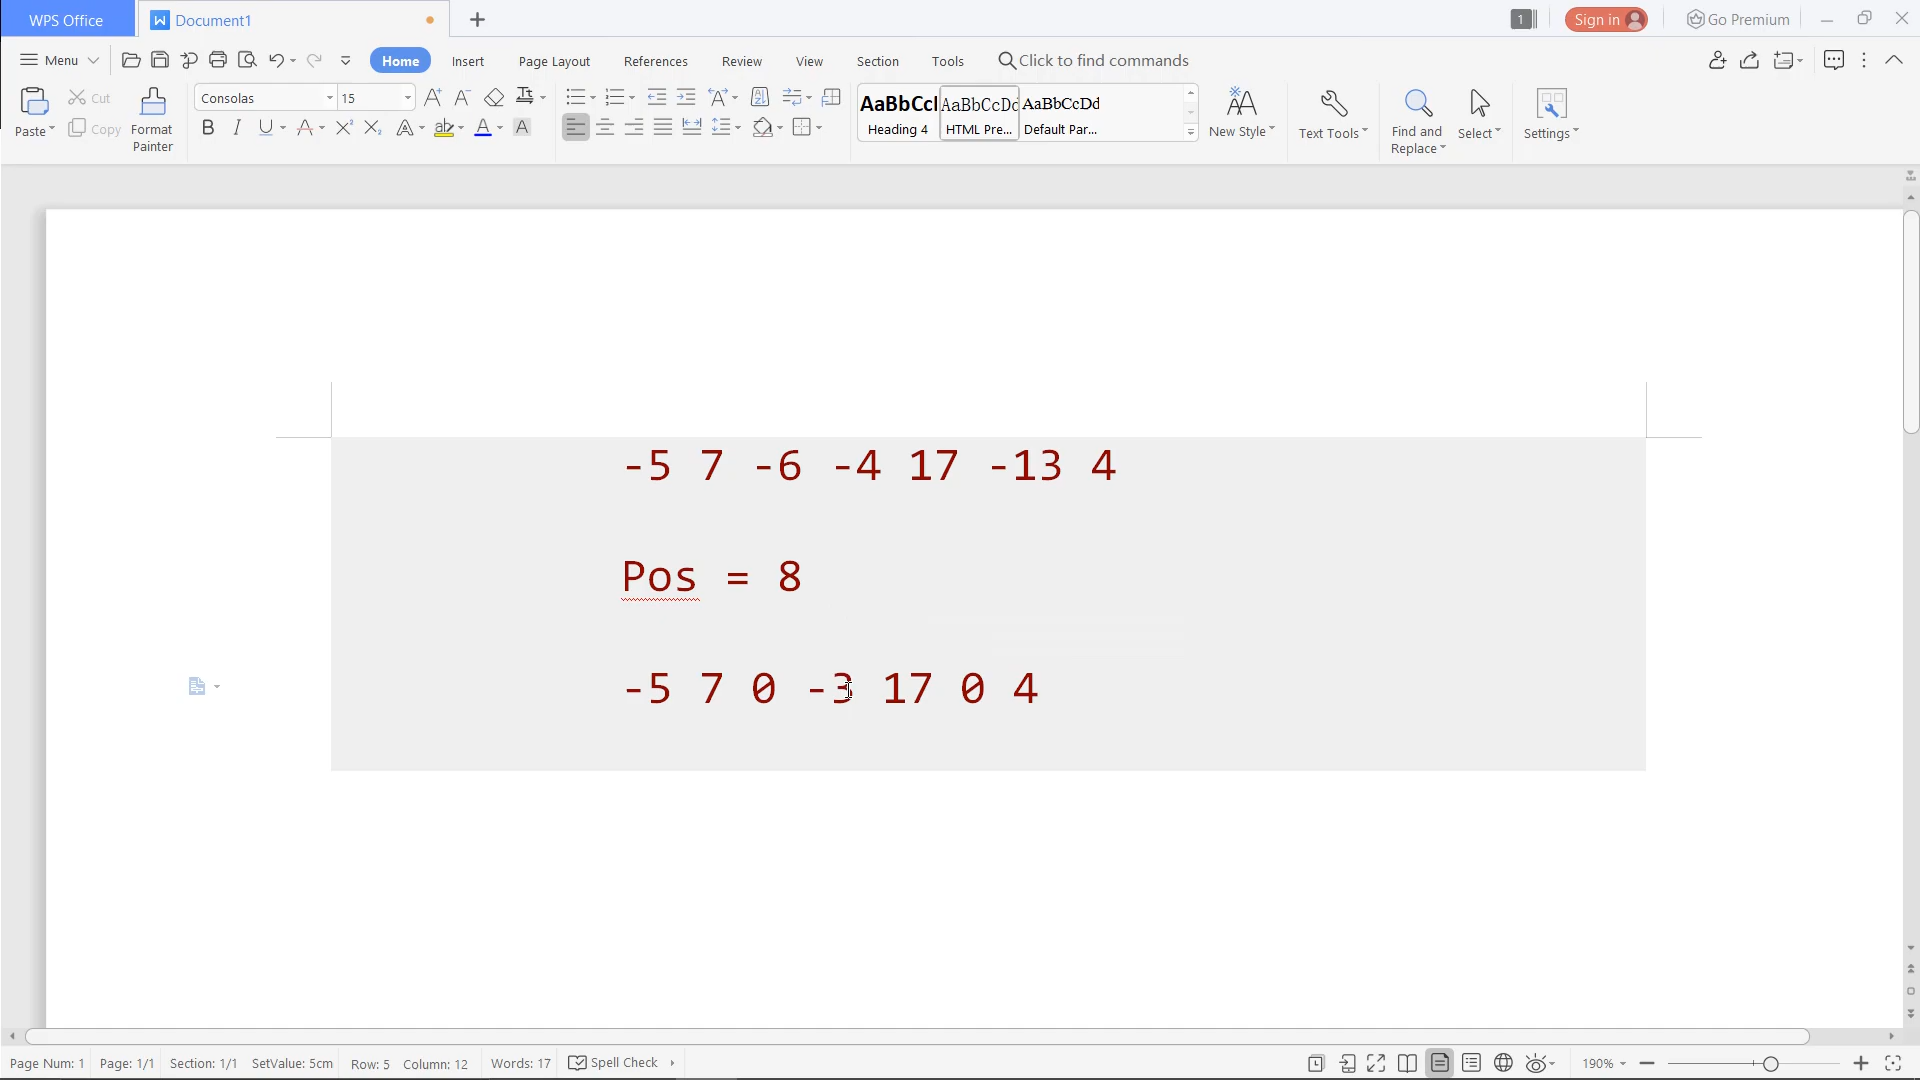 WPS Office
Document1
1
Sign in
Go Premium
Menu
Home
Insert
Page Layout
References
Review
View
Section
Tools
Click to find commands
Paste
Cut
Copy
Format Painter
Consolas
15
AaBbCcI
Heading 4
AaBbCcDc
HTML Pre...
AaBbCcDd
Default Par...
New Style
Text Tools
Find and Replace
Select
Settings
-5 7 -6 -4 17 -13 4
Pos = 8
-5 7 0 -3 17 0 4
Page Num: 1
Page: 1/1
Section: 1/1
SetValue: 5cm
Row: 5
Column: 12
Words: 17
Spell Check
190%